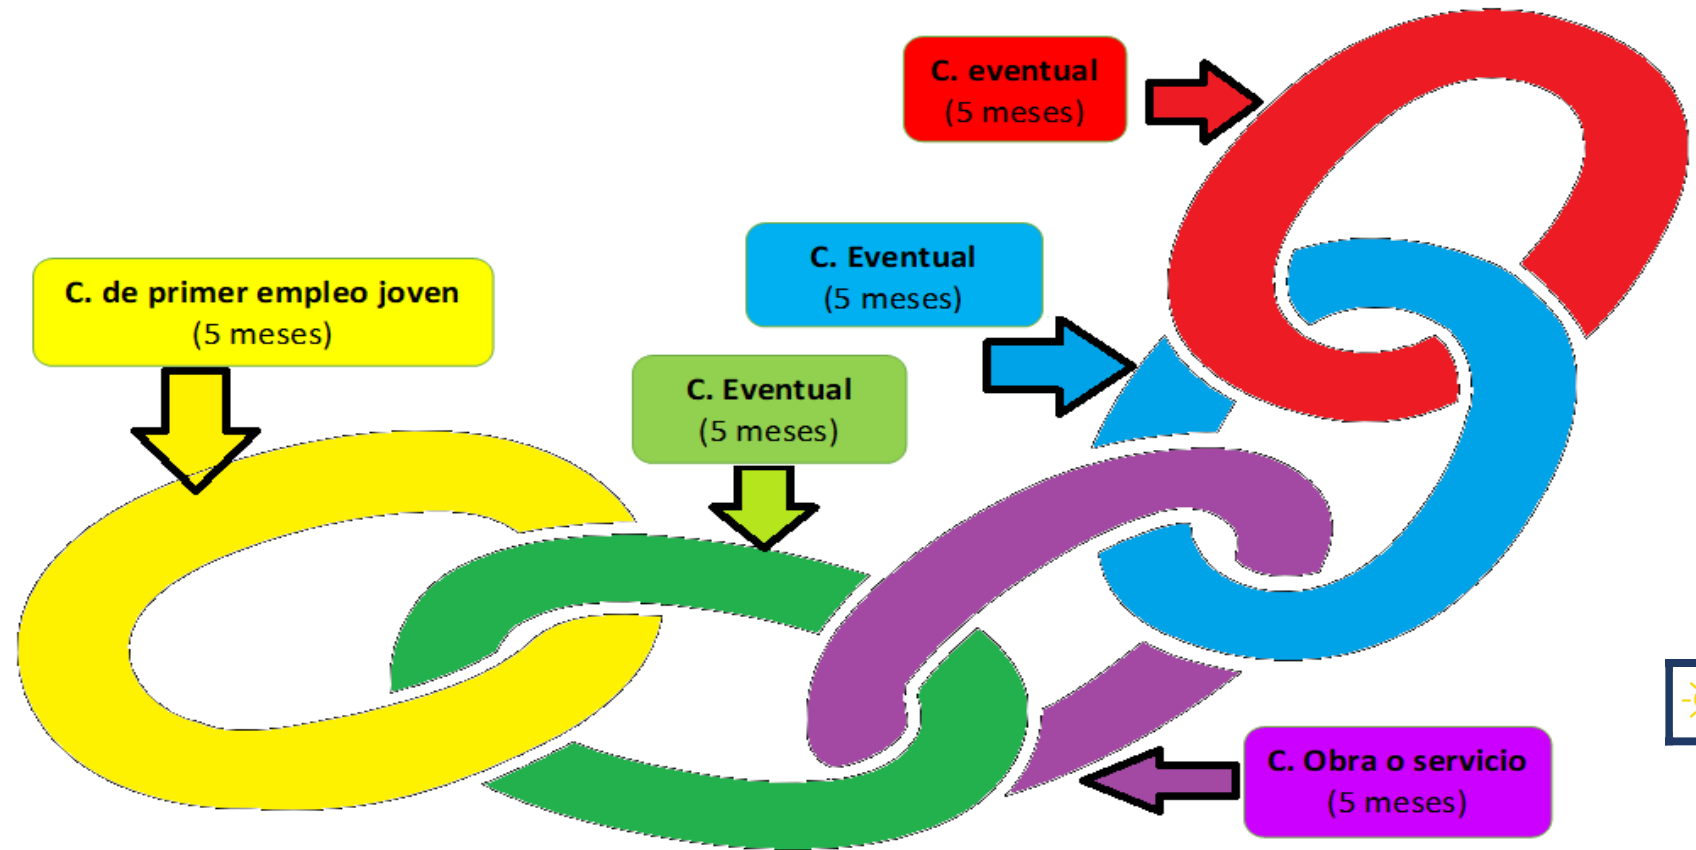 C. eventual
(5 meses)
C. Eventual
(5 meses)
C. de primer empleo joven
(5 meses)
C. Eventual
(5 meses)
C. Obra o servicio
(5 meses)